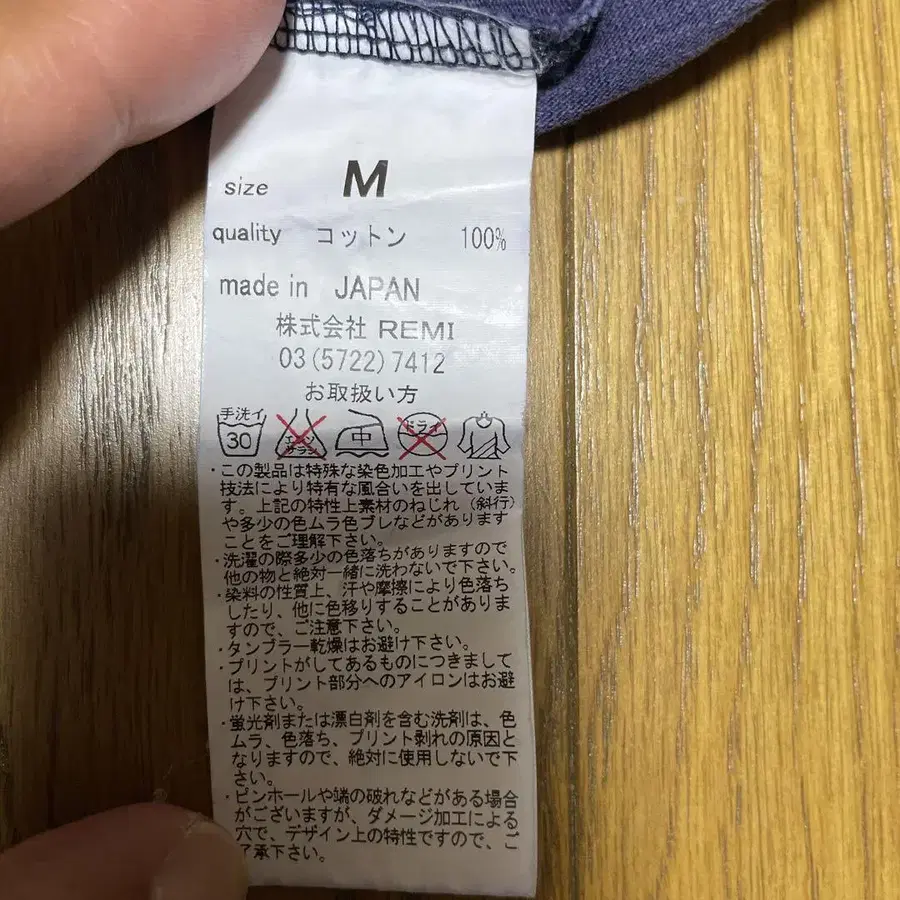 size M
quality コットン 100%
made in JAPAN
株式会社 REMI
03(5722)7412
お取扱い方
手洗イ
30 エンソサラシ 中 ドライ
・この製品は特殊な染色加工やプリント
技法により特有な風合いを出していま
す。上記の特性上素材のねじれ(斜行)
や多少の色ムラ色ブレなどがあります
ことをご理解下さい。
・洗濯の際多少の色落ちがありますので
他の物と絶対一緒に洗わないで下さい。
・染料の性質上、汗や摩擦により色落ち
したり、他に色移りすることがありま
すので、ご注意下さい。
・タンブラー乾燥はお避け下さい。
・プリントがしてあるものにつきまして
は、プリント部分へのアイロンはお避
け下さい。
・蛍光剤または漂白剤を含む洗剤は、色
ムラ、色落ち、プリント剥れの原因と
なりますので、絶対に使用しないで下
さい。
・ピンホールや端の破れなどがある場合
がございますが、ダメージ加工による
穴で、デザイン上の特性ですので、ご
了承下さい。